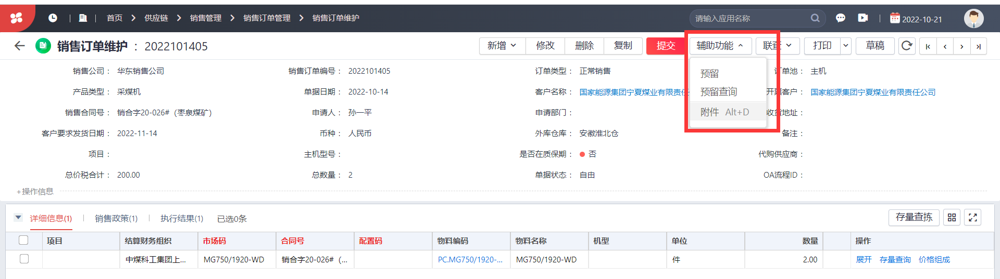 首页 > 供应链 > 销售管理 > 销售订单管理 > 销售订单维护
请输入应用名称
2022-10-21
销售订单维护 : 2022101405
新增 修改 删除 复制 提交 辅助功能 联查 打印 草稿
预留
预留查询
附件 Alt+D
销售公司 : 华东销售公司 销售订单编号 : 2022101405 订单类型 : 正常销售 订单池 : 主机
产品类型 : 采煤机 单据日期 : 2022-10-14 客户名称 : 国家能源集团宁夏煤业有限责任 开票客户 : 国家能源集团宁夏煤业有限责任公司
销售合同号 : 销合字20-026#（枣泉煤矿） 申请人 : 孙一平 申请部门 : 收货地址 :
客户要求发货日期 : 2022-11-14 币种 : 人民币 外库仓库 : 安徽淮北仓 备注 :
项目 : 主机型号 : 是否在质保期 : 否 代购供应商 :
总价税合计 : 200.00 总数量 : 2 单据状态 : 自由 OA流程ID :
+操作信息
详细信息(1) 销售政策(1) 执行结果(1) 已选0条 存量查拣
项目 结算财务组织 市场码 合同号 配置码 物料编码 物料名称 机型 单位 数量 操作
中煤科工集团上... MG750/1920-WD 销合字20-026#（... PC.MG750/1920-... MG750/1920-WD 件 2.00 展开 存量查询 价格组成